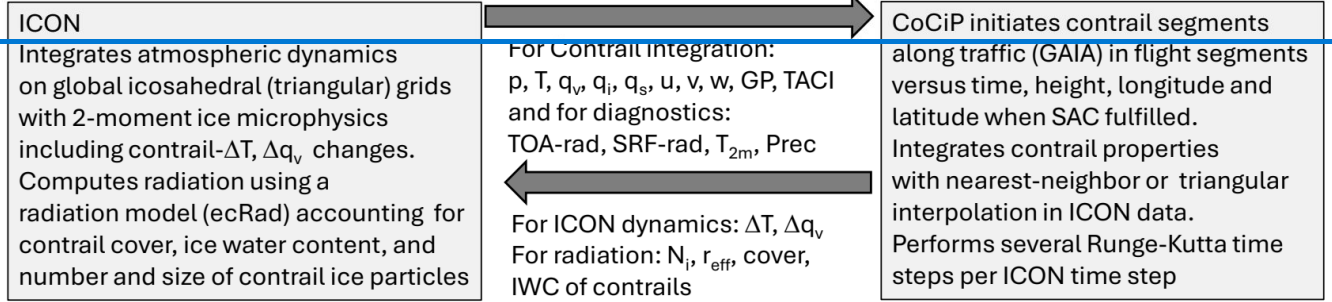 ICON
Integrates atmospheric dynamics
on global icosahedral (triangular) grids
with 2-moment ice microphysics
including contrail-ΔT, Δqᵥ changes.
Computes radiation using a
radiation model (ecRad) accounting for
contrail cover, ice water content, and
number and size of contrail ice particles
For Contrail integration:
p, T, qᵥ, qᵢ, qₛ, u, v, w, GP, TACI
and for diagnostics:
TOA-rad, SRF-rad, T₂ₘ, Prec
For ICON dynamics: ΔT, Δqᵥ
For radiation: Nᵢ, r_eff, cover,
IWC of contrails
CoCiP initiates contrail segments
along traffic (GAIA) in flight segments
versus time, height, longitude and
latitude when SAC fulfilled.
Integrates contrail properties
with nearest-neighbor or triangular
interpolation in ICON data.
Performs several Runge-Kutta time
steps per ICON time step